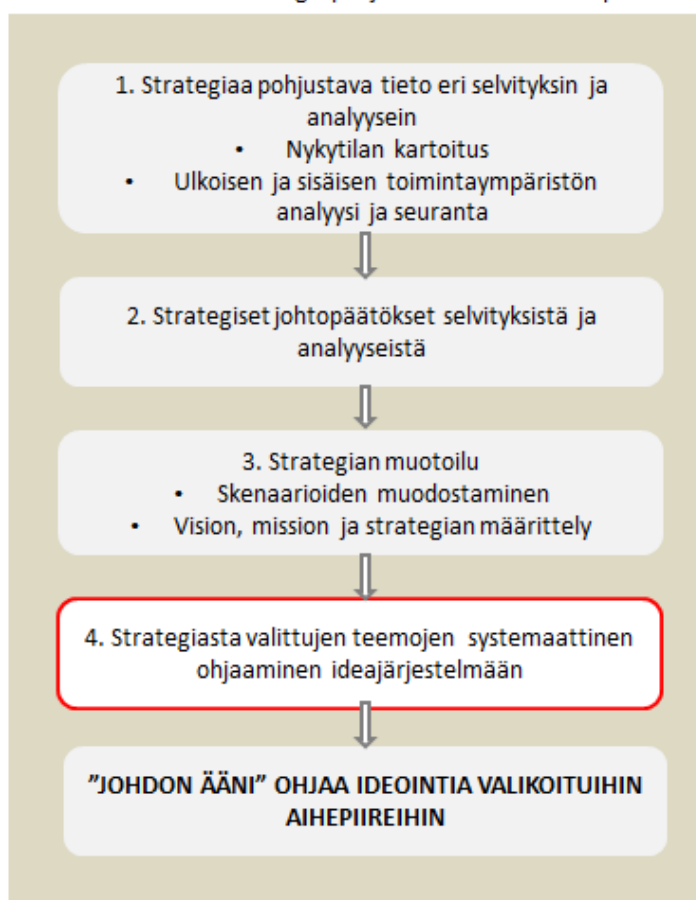 1. Strategiaa pohjustava tieto eri selvityksin ja
analyysein
• Nykytilan kartoitus
• Ulkoisen ja sisäisen toimintaympäristön
analyysi ja seuranta
2. Strategiset johtopäätökset selvityksistä ja
analyyseistä
3. Strategian muotoilu
• Skenaarioiden muodostaminen
• Vision, mission ja strategian määrittely
4. Strategiasta valittujen teemojen systemaattinen
ohjaaminen ideajärjestelmään
”JOHDON ÄÄNI” OHJAA IDEOINTIA VALIKOITUIHIN
AIHEPIIREIHIN